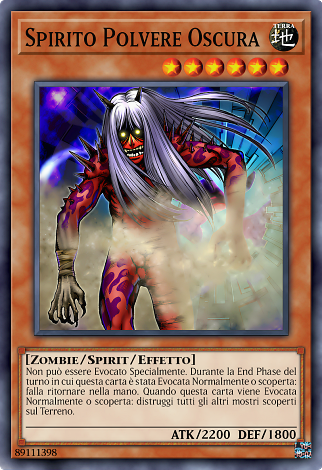 Spirito Polvere Oscura
TERRA
地
[Zombie/Spirit/Effetto]
Non può essere Evocato Specialmente. Durante la End Phase del
turno in cui questa carta è stata Evocata Normalmente o scoperta:
falla ritornare nella mano. Quando questa carta viene Evocata
Normalmente o scoperta: distruggi tutti gli altri mostri scoperti
sul Terreno.
ATK/2200 DEF/1800
89111398